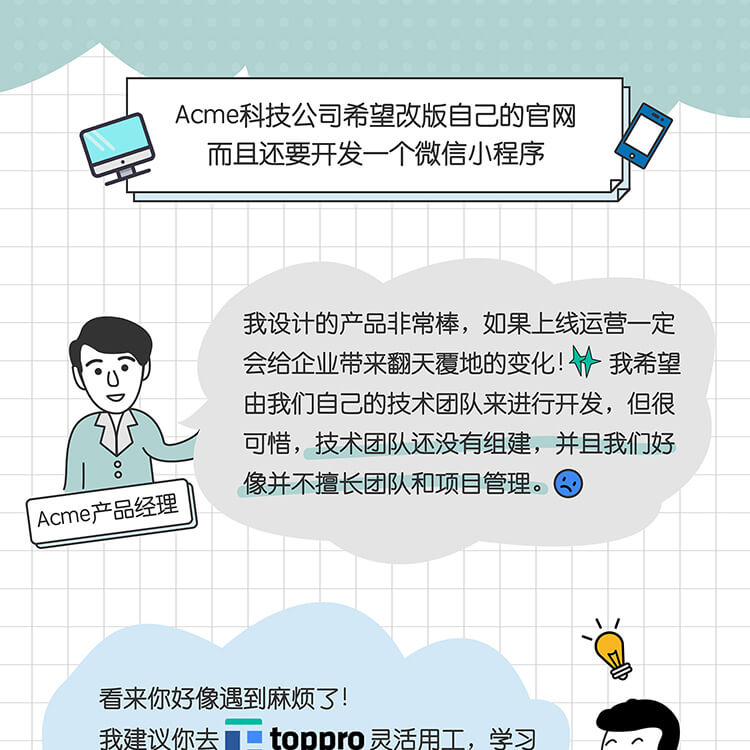 Acme科技公司希望改版自己的官网
而且还要开发一个微信小程序
我设计的产品非常棒，如果上线运营一定
会给企业带来翻天覆地的变化! 我希望
由我们自己的技术团队来进行开发，但很
可惜，技术团队还没有组建，并且我们好
像并不擅长团队和项目管理。
Acme产品经理
看来你好像遇到麻烦了!
我建议你去 toppro 灵活用工，学习